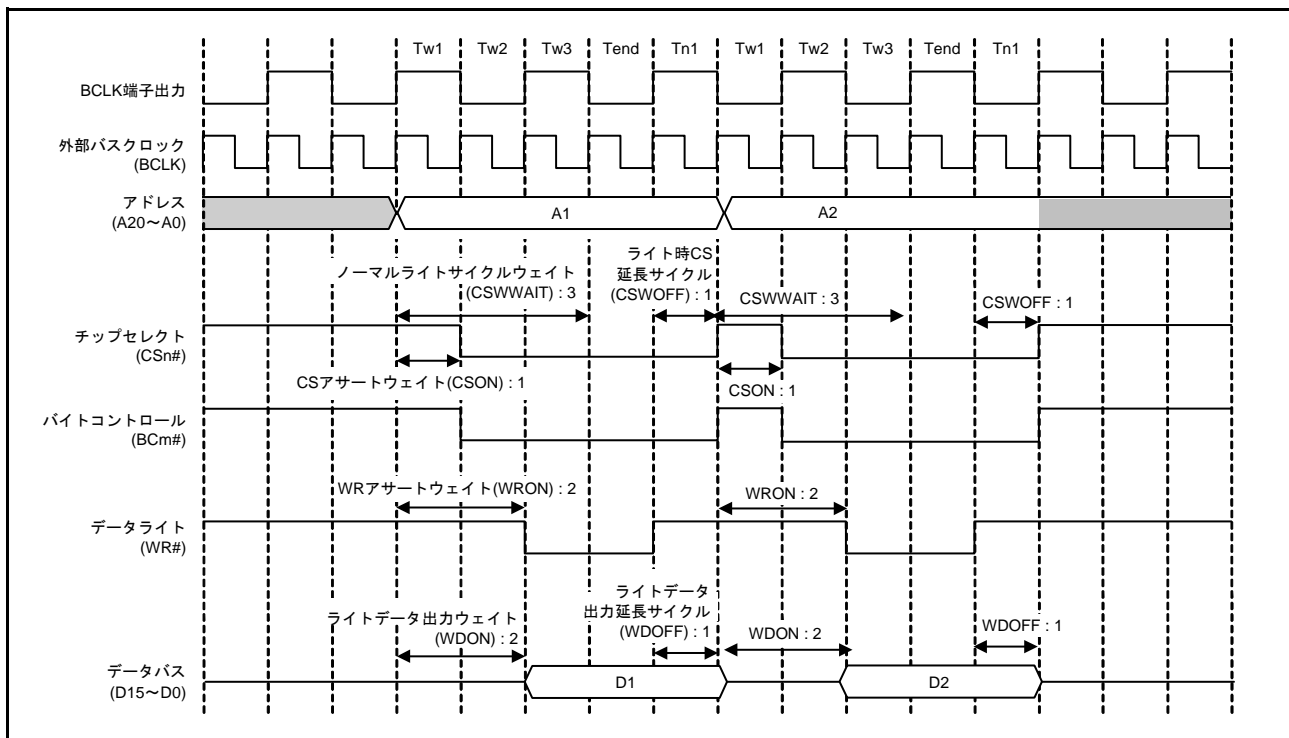 Tw1 Tw2 Tw3 Tend Tn1 Tw1 Tw2 Tw3 Tend Tn1
BCLK端子出力
外部バスクロック
(BCLK)
アドレス
(A20～A0)
A1
A2
ノーマルライトサイクルウェイト
(CSWWAIT) : 3
ライト時CS
延長サイクル
(CSWOFF) : 1
CSWWAIT : 3
CSWOFF : 1
チップセレクト
(CSn#)
CSアサートウェイト(CSON) : 1
CSON : 1
バイトコントロール
(BCm#)
WRアサートウェイト(WRON) : 2
WRON : 2
データライト
(WR#)
ライトデータ出力ウェイト
(WDON) : 2
ライトデータ
出力延長サイクル
(WDOFF) : 1
WDON : 2
WDOFF : 1
データバス
(D15～D0)
D1
D2